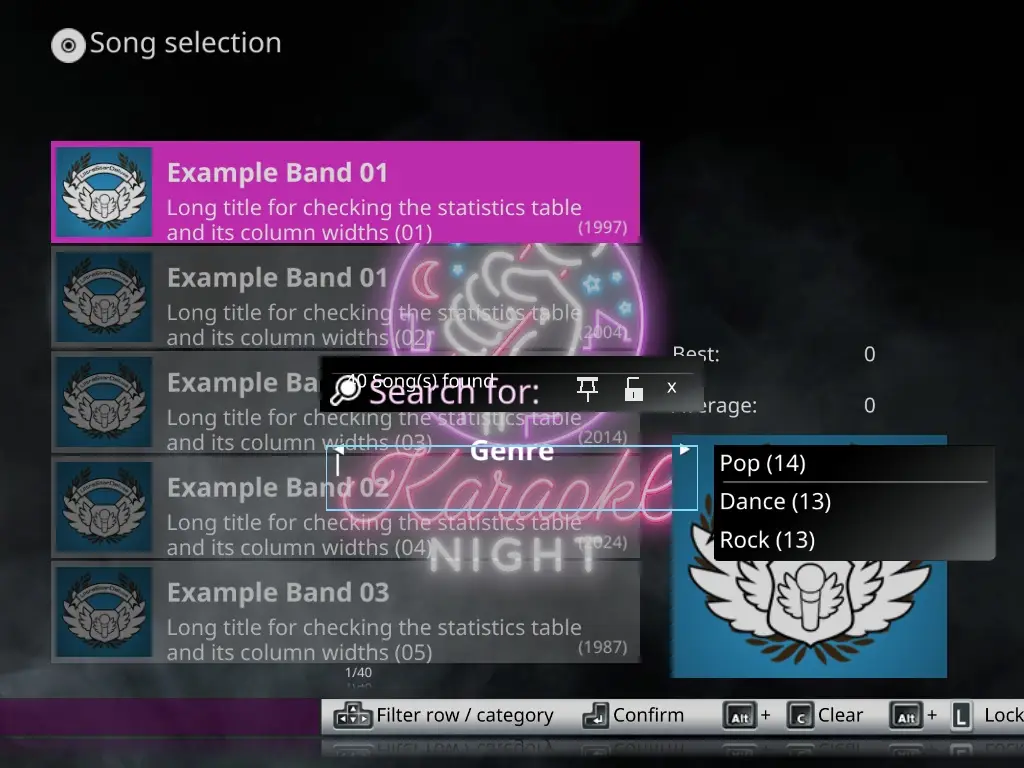 Song selection
Example Band 01
Long title for checking the statistics table
and its column widths (01)
(1997)
Example Band 01
Long title for checking the statistics table
and its column widths (02)
(2004)
Best: 0
Example Ba
40 Song(s) found
Search for:
x
Long title for checking the statistics table
and its column widths (03)
(2014)
erage: 0
Genre
Example Band 02
Long title for checking the statistics table
and its column widths (04)
(2024)
Karaoke
NIGHT
Pop (14)
Dance (13)
Rock (13)
Example Band 03
Long title for checking the statistics table
and its column widths (05)
(1987)
1/40
Filter row / category Confirm Alt + C Clear Alt + L Lock